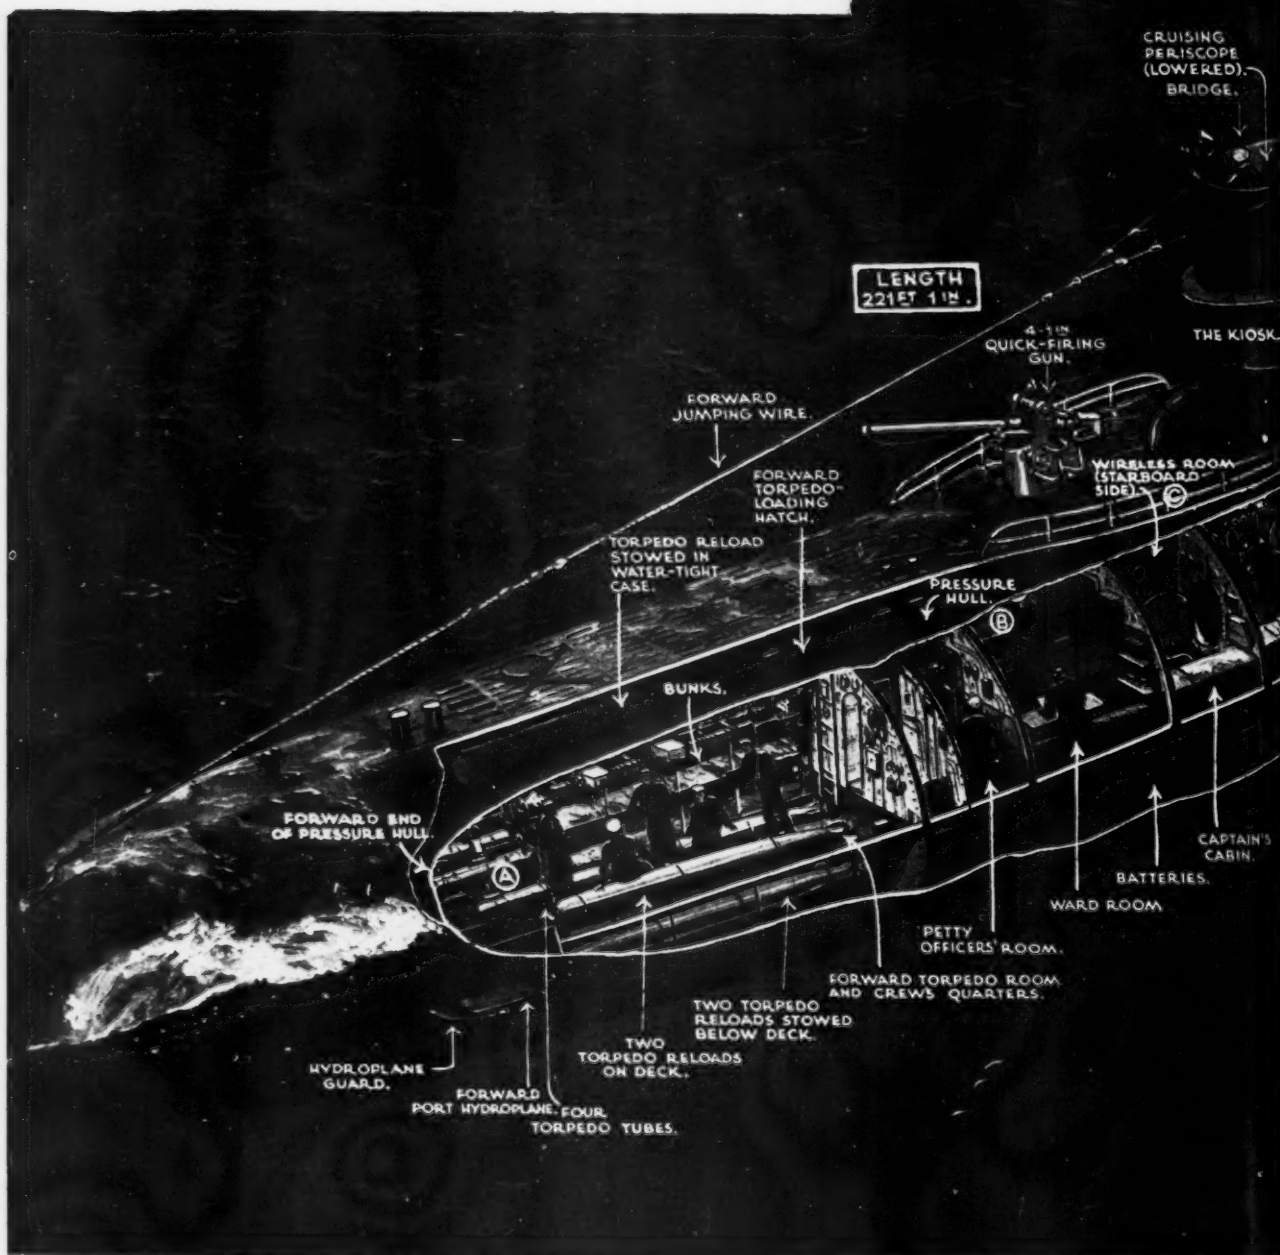 CRUISING
PERISCOPE
(LOWERED).
BRIDGE.
LENGTH
221FT 1IN.
4-1IN
QUICK-FIRING
GUN.
THE KIOSK.
FORWARD
JUMPING WIRE.
WIRELESS ROOM
(STARBOARD
SIDE).
C
FORWARD
TORPEDO-
LOADING
HATCH.
TORPEDO RELOAD
STOWED IN
WATER-TIGHT
CASE.
PRESSURE
HULL.
B
BUNKS.
FORWARD END
OF PRESSURE HULL.
A
CAPTAIN'S
CABIN.
BATTERIES.
WARD ROOM
PETTY
OFFICERS' ROOM.
FORWARD TORPEDO ROOM
AND CREWS QUARTERS.
TWO TORPEDO
RELOADS STOWED
BELOW DECK.
TWO
TORPEDO RELOADS
ON DECK.
HYDROPLANE
GUARD.
FORWARD
PORT HYDROPLANE.
FOUR
TORPEDO TUBES.